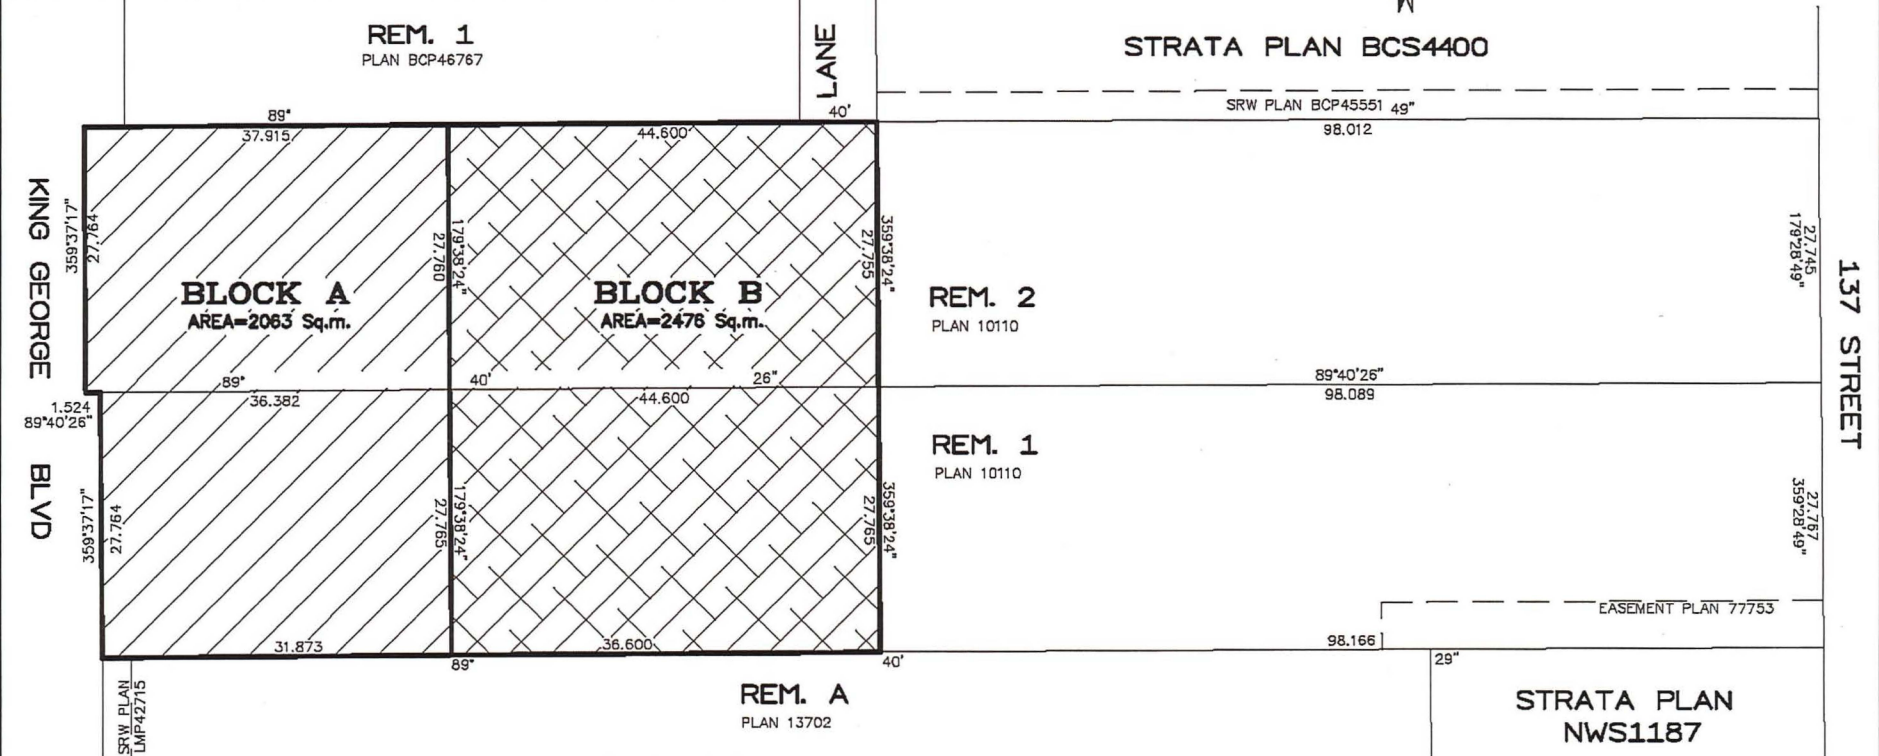 REM. 1
PLAN BCP46767
LANE
STRATA PLAN BCS4400
SRW PLAN BCP45551
89°
40'
49"
37.915
44.600
98.012
KING GEORGE BLVD
359°37'17"
27.764
27.760
179°38'24"
27.755
359°38'24"
27.745
179°28'49"
137 STREET
BLOCK A
AREA=2063 Sq.m.
BLOCK B
AREA=2476 Sq.m.
REM. 2
PLAN 10110
89°
40'
26"
89°40'26"
36.382
44.600
98.089
1.524
89°40'26"
REM. 1
PLAN 10110
359°37'17"
27.764
27.765
179°38'24"
27.765
359°38'24"
27.767
359°28'49"
EASEMENT PLAN 77753
31.873
36.600
98.166
89°
40'
29"
SRW PLAN
LMP42715
REM. A
PLAN 13702
STRATA PLAN
NWS1187